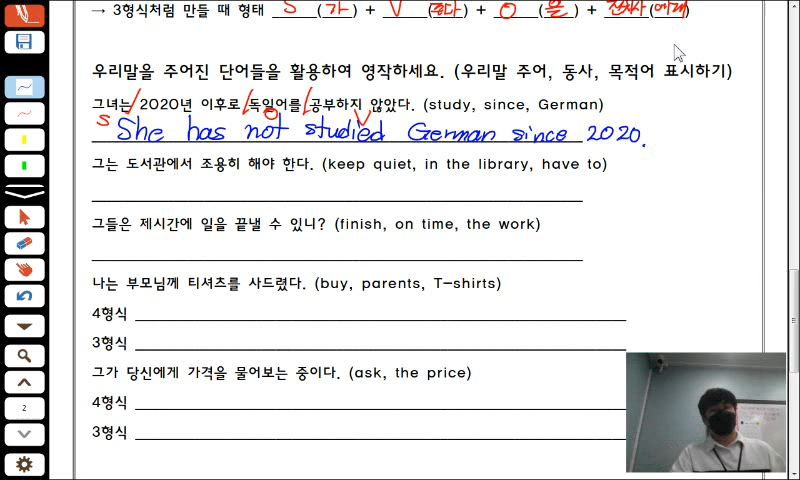 → 3형식처럼 만들 때 형태 S (가) + V (다) + O (을) + 전치사(에게)
우리말을 주어진 단어들을 활용하여 영작하세요. (우리말 주어, 동사, 목적어 표시하기)
그녀는/ 2020년 이후로 /독일어를 /공부하지 않았다. (study, since, German)
S O V
She has not studied German since 2020.
그는 도서관에서 조용히 해야 한다. (keep quiet, in the library, have to)
그들은 제시간에 일을 끝낼 수 있니? (finish, on time, the work)
나는 부모님께 티셔츠를 사드렸다. (buy, parents, T-shirts)
4형식
3형식
그가 당신에게 가격을 물어보는 중이다. (ask, the price)
4형식
3형식
2